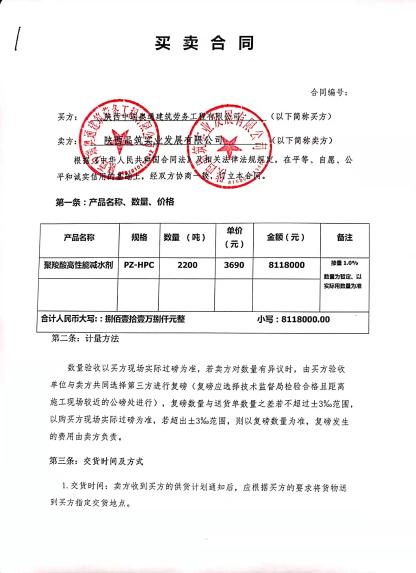 买卖合同
合同编号：
买方：陕西中瑞奥通建筑劳务工程有限公司（以下简称买方）
卖方：陕西品筑实业发展有限公司（以下简称卖方）
根据《中华人民共和国合同法》及相关法律法规规定，在平等、自愿、公
平和诚实信用的基础上，经双方协商一致，订立本合同。
第一条：产品名称、数量、价格
产品名称 规格 数量（吨） 单价（元） 金额（元） 备注
聚羧酸高性能减水剂 PZ-HPC 2200 3690 8118000 掺量 1.0%
数量为暂定、以
实际用数量为准
合计人民币大写：：捌佰壹拾壹万捌仟元整 小写：8118000.00
第二条：计量方法
数量验收以买方现场实际过磅为准，若卖方对数量有异议时，由买方验收
单位与卖方共同选择第三方进行复磅（复磅应选择技术监督局检验合格且距离
施工现场较近的公磅处进行），复磅数量与送货单数量之差若不超过±3‰范围，
以购买方现场实际过磅为准，若超出±3‰范围，则以复磅数量为准，复磅发生
的费用由卖方负责。
第三条：交货时间及方式
1.交货时间：卖方收到买方的供货计划通知后，应根据买方的要求将货物送
到买方指定交货地点。